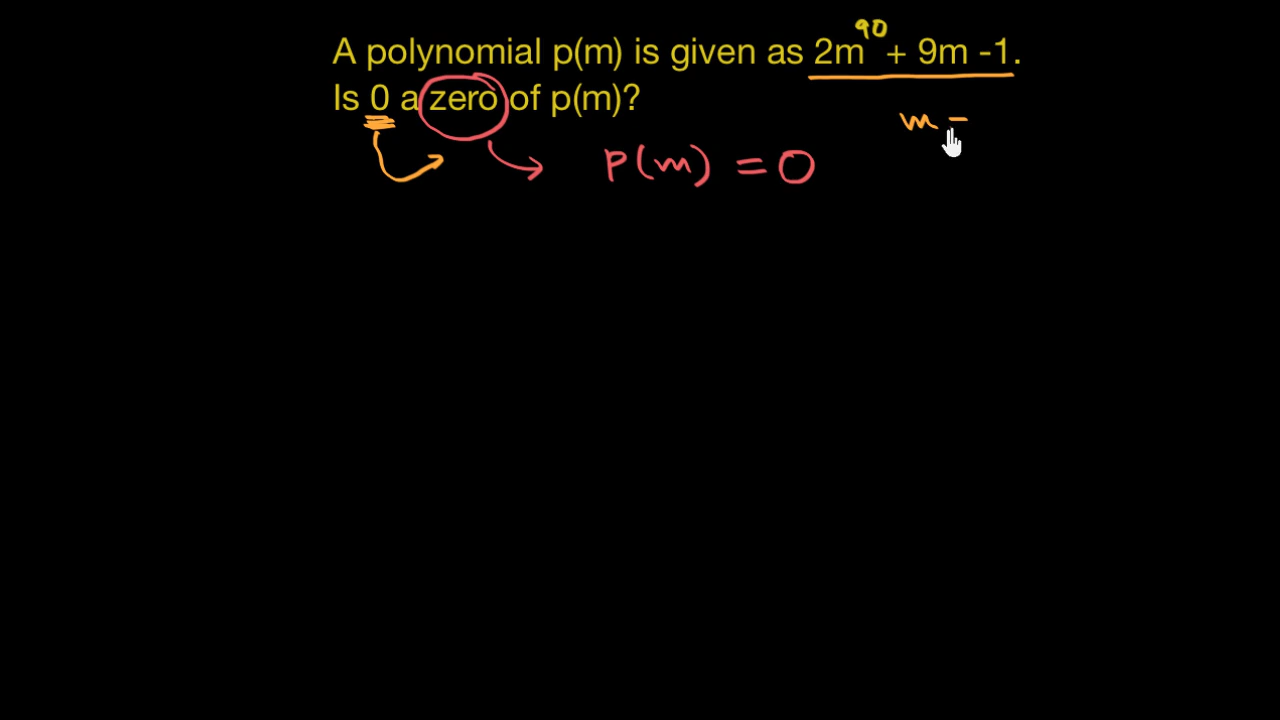 A polynomial p(m) is given as 2m⁹⁰ + 9m -1.
Is 0 a zero of p(m)?
m =
p(m) = 0